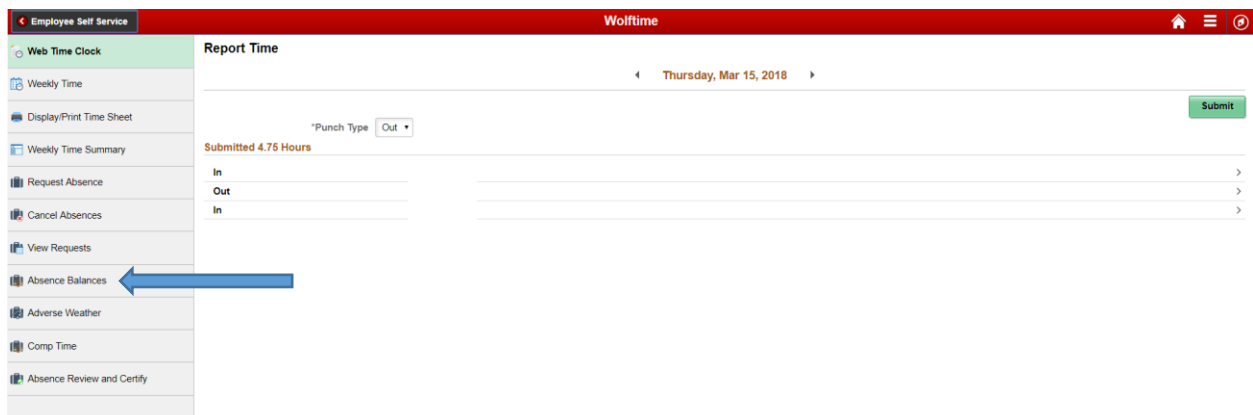 Employee Self Service
Wolftime
Web Time Clock
Weekly Time
Display/Print Time Sheet
Weekly Time Summary
Request Absence
Cancel Absences
View Requests
Absence Balances
Adverse Weather
Comp Time
Absence Review and Certify
Report Time
Thursday, Mar 15, 2018
Submit
*Punch Type Out
Submitted 4.75 Hours
In
Out
In